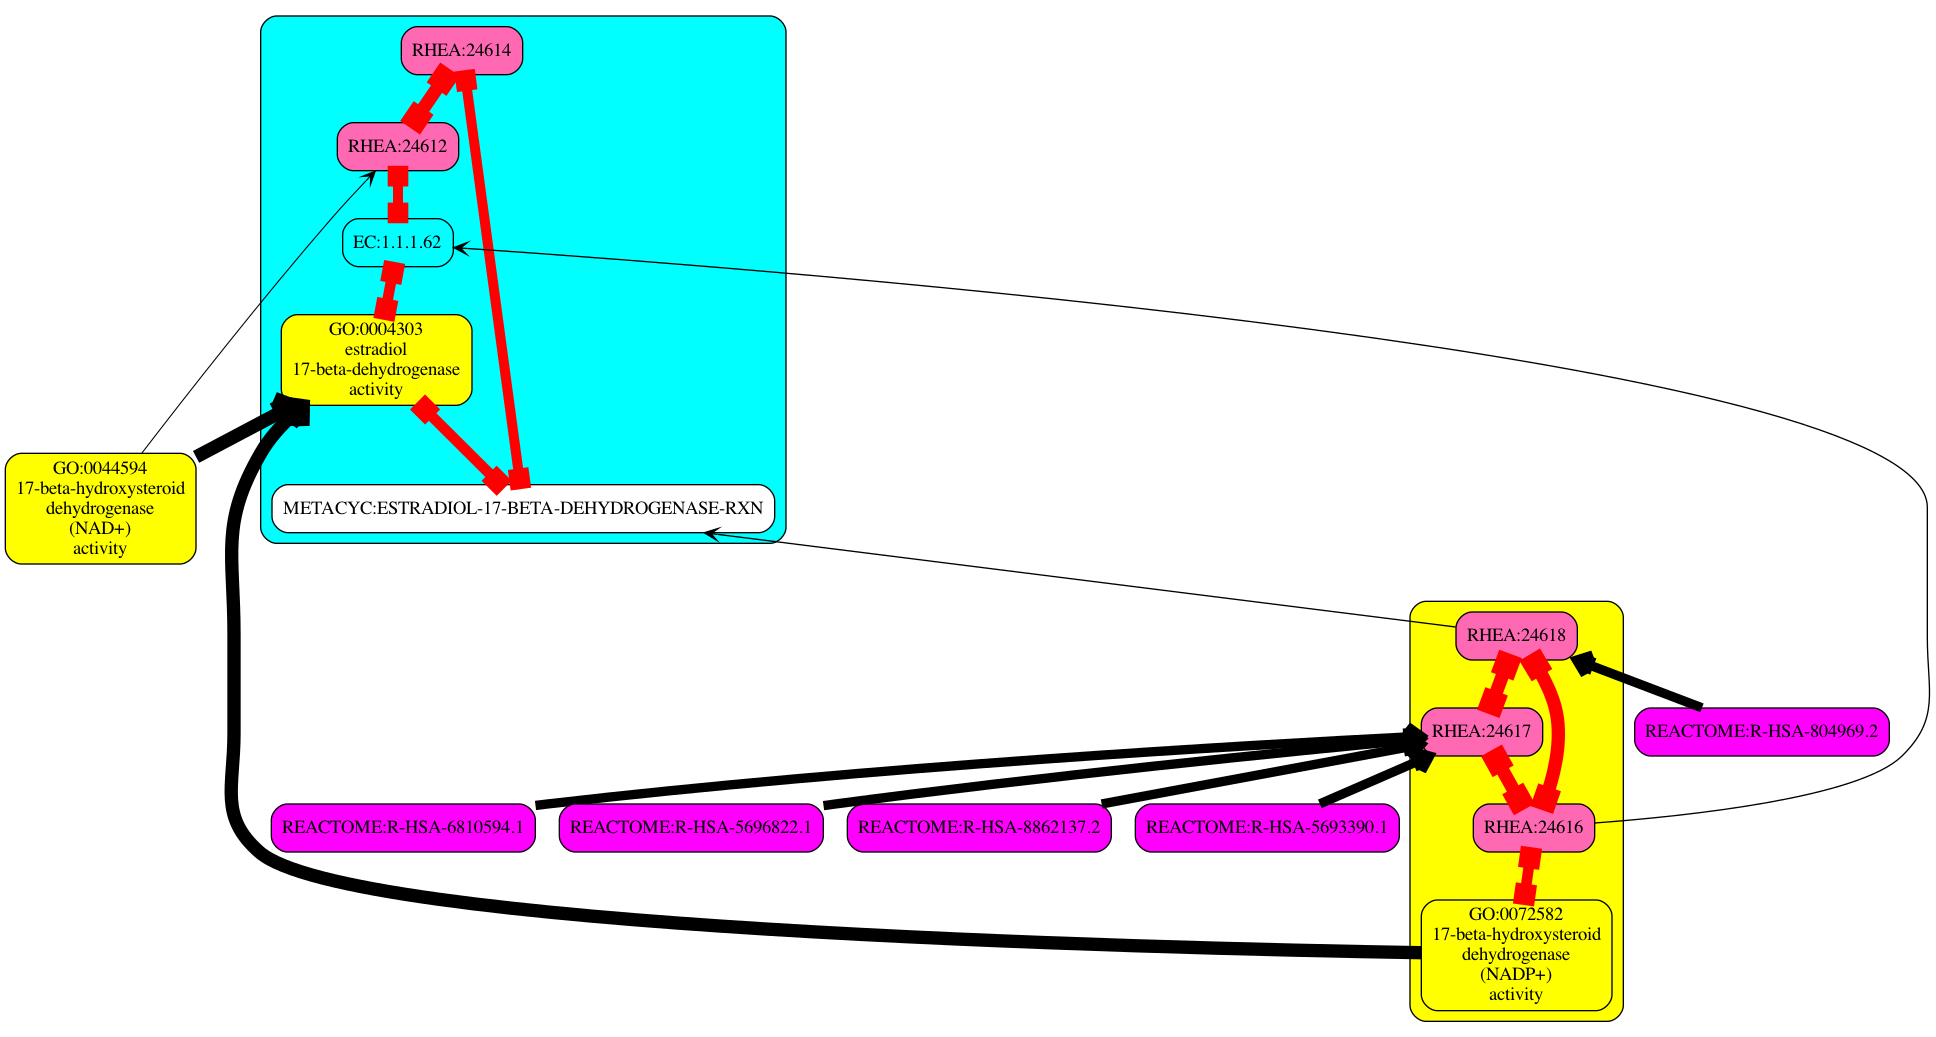 RHEA:24614
RHEA:24612
EC:1.1.1.62
GO:0004303
estradiol
17-beta-dehydrogenase
activity
GO:0044594
17-beta-hydroxysteroid
dehydrogenase
(NAD+)
activity
METACYC:ESTRADIOL-17-BETA-DEHYDROGENASE-RXN
RHEA:24618
RHEA:24617
REACTOME:R-HSA-804969.2
REACTOME:R-HSA-6810594.1
REACTOME:R-HSA-5696822.1
REACTOME:R-HSA-8862137.2
REACTOME:R-HSA-5693390.1
RHEA:24616
GO:0072582
17-beta-hydroxysteroid
dehydrogenase
(NADP+)
activity